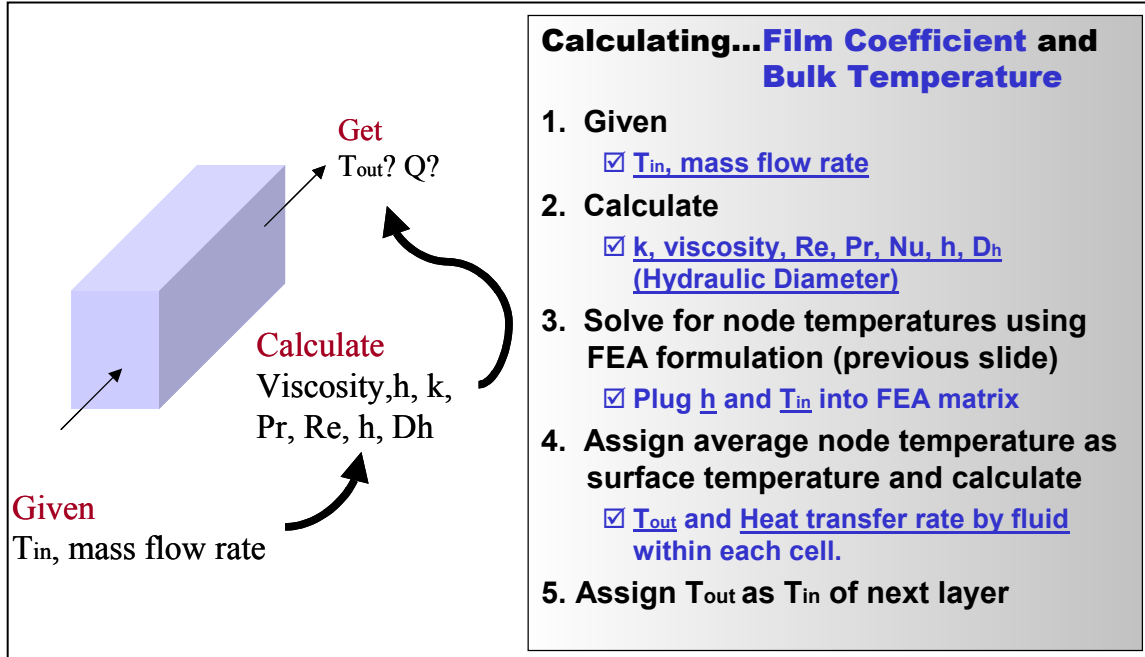 Get
Tout? Q?
Calculate
Viscosity,h, k,
Pr, Re, h, Dh
Given
Tin, mass flow rate
Calculating...Film Coefficient and
Bulk Temperature
1. Given
☑ Tin, mass flow rate
2. Calculate
☑ k, viscosity, Re, Pr, Nu, h, Dh
(Hydraulic Diameter)
3. Solve for node temperatures using
FEA formulation (previous slide)
☑ Plug h and Tin into FEA matrix
4. Assign average node temperature as
surface temperature and calculate
☑ Tout and Heat transfer rate by fluid
within each cell.
5. Assign Tout as Tin of next layer